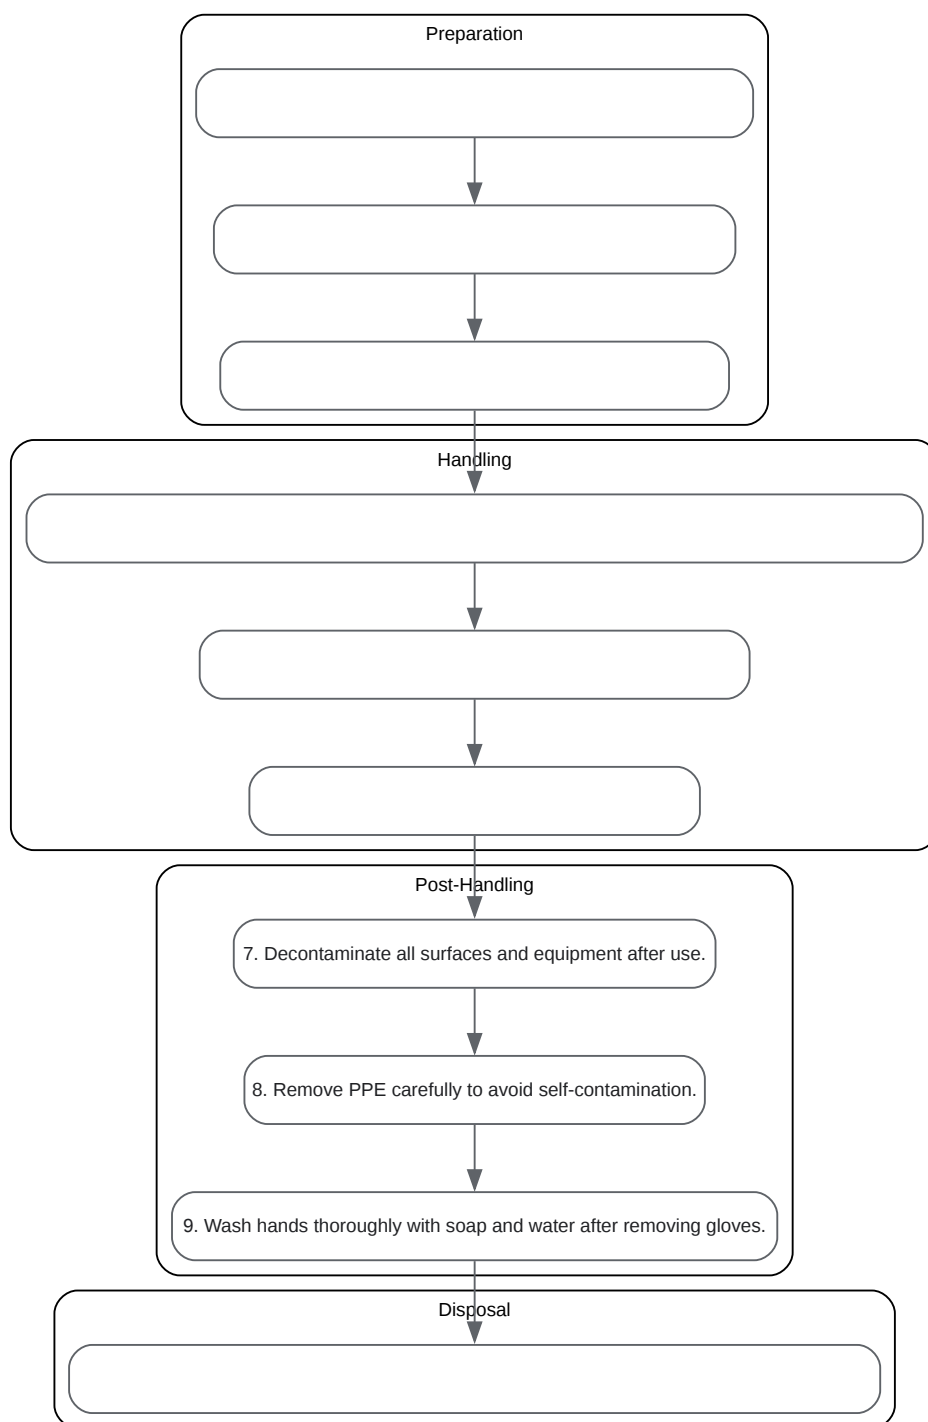 Preparation
Handling
Post-Handling
7. Decontaminate all surfaces and equipment after use.
8. Remove PPE carefully to avoid self-contamination.
9. Wash hands thoroughly with soap and water after removing gloves.
Disposal